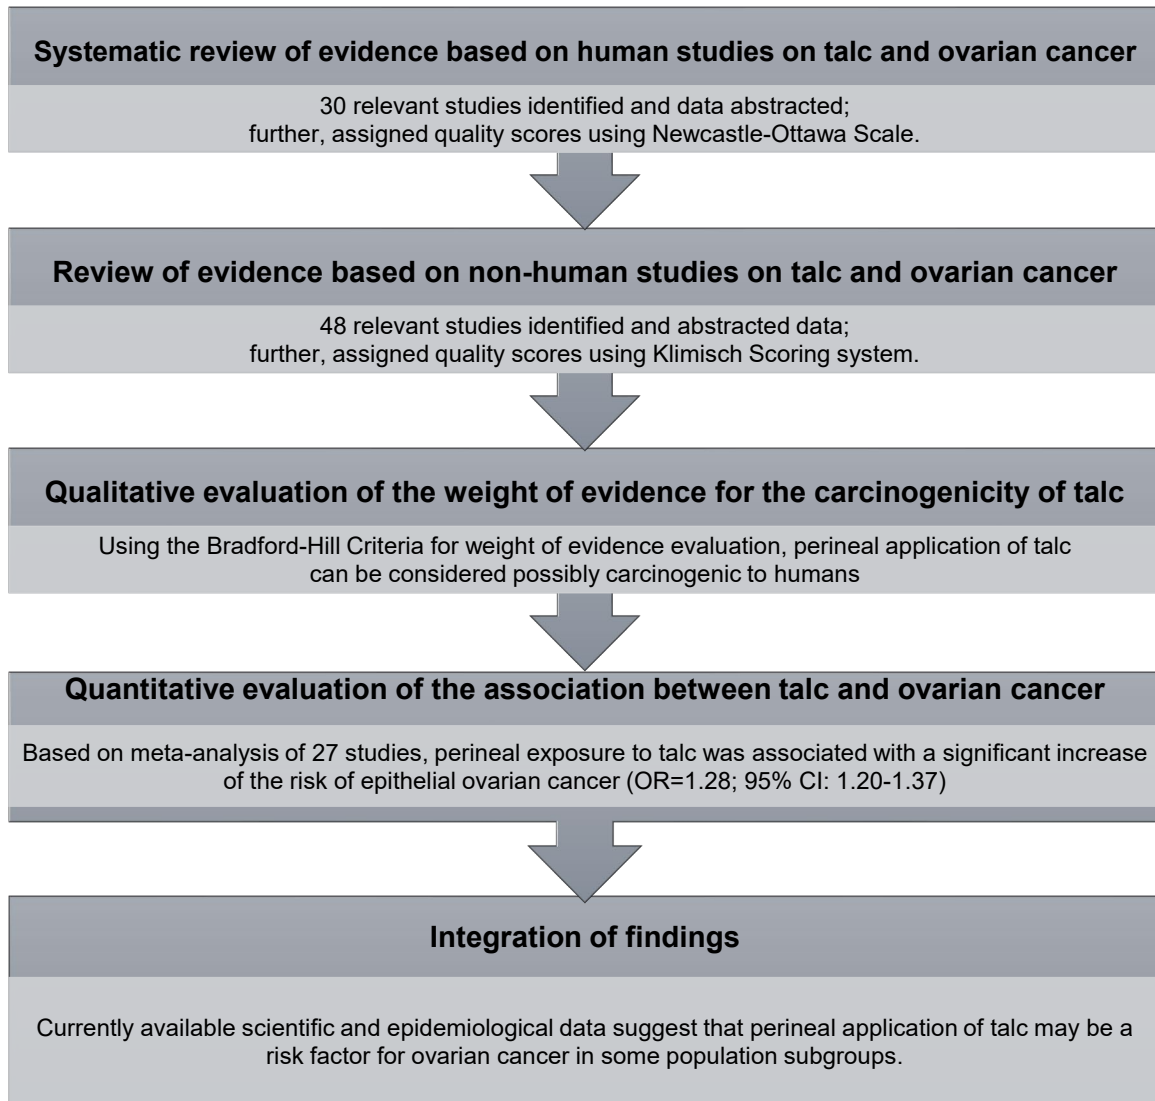 Systematic review of evidence based on human studies on talc and ovarian cancer
30 relevant studies identified and data abstracted;
further, assigned quality scores using Newcastle-Ottawa Scale.
Review of evidence based on non-human studies on talc and ovarian cancer
48 relevant studies identified and abstracted data;
further, assigned quality scores using Klimisch Scoring system.
Qualitative evaluation of the weight of evidence for the carcinogenicity of talc
Using the Bradford-Hill Criteria for weight of evidence evaluation, perineal application of talc
can be considered possibly carcinogenic to humans
Quantitative evaluation of the association between talc and ovarian cancer
Based on meta-analysis of 27 studies, perineal exposure to talc was associated with a significant increase
of the risk of epithelial ovarian cancer (OR=1.28; 95% CI: 1.20-1.37)
Integration of findings
Currently available scientific and epidemiological data suggest that perineal application of talc may be a
risk factor for ovarian cancer in some population subgroups.